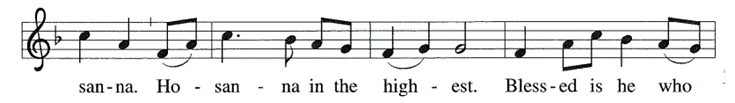 san-na. Ho - san - na in the high - est. Bless-ed is he who